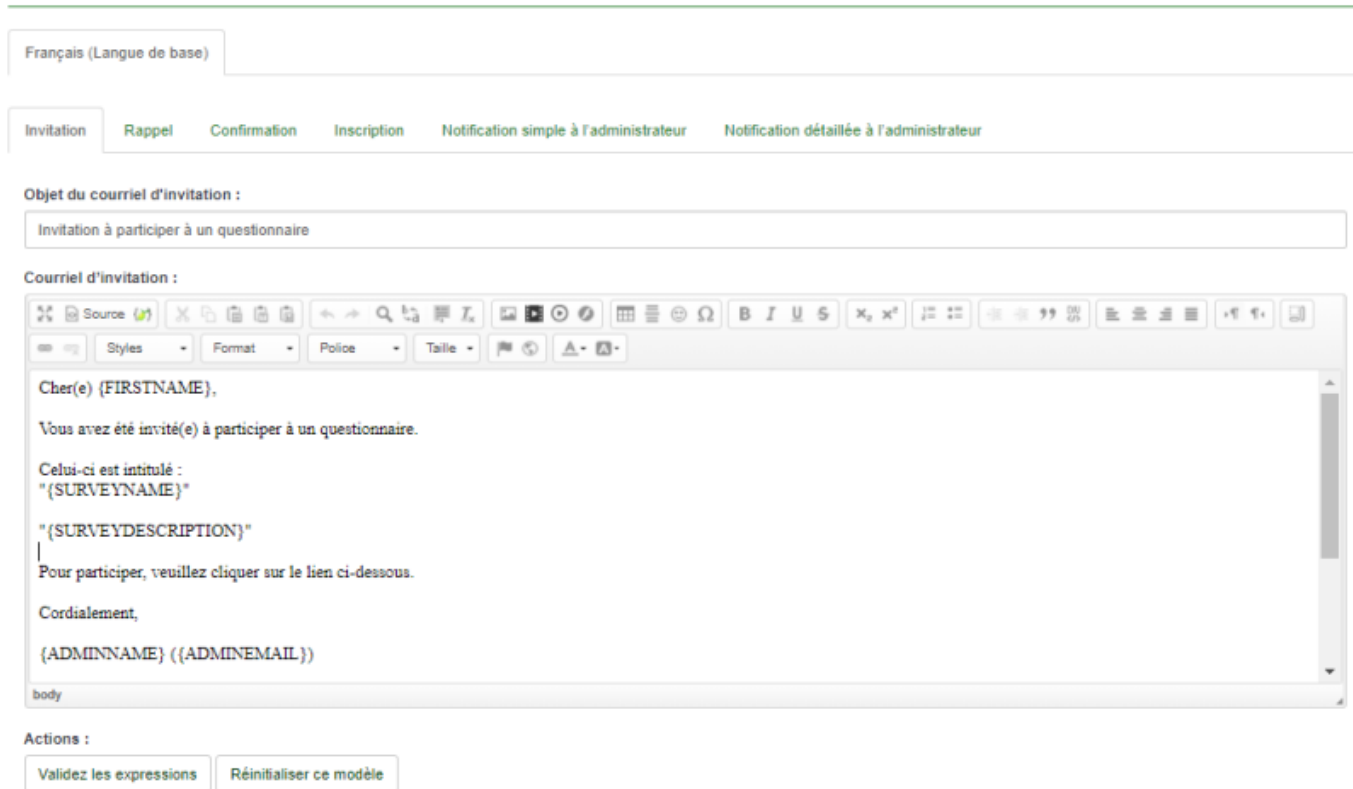 Français (Langue de base)
Invitation Rappel Confirmation Inscription Notification simple à l'administrateur Notification détaillée à l'administrateur
Objet du courriel d'invitation :
Invitation à participer à un questionnaire
Courriel d'invitation :
Source
Styles Format Police Taille
Cher(e) {FIRSTNAME},
Vous avez été invité(e) à participer à un questionnaire.
Celui-ci est intitulé :
"{SURVEYNAME}"
"{SURVEYDESCRIPTION}"
Pour participer, veuillez cliquer sur le lien ci-dessous.
Cordialement,
{ADMINNAME} ({ADMINEMAIL})
body
Actions :
Validez les expressions Réinitialiser ce modèle